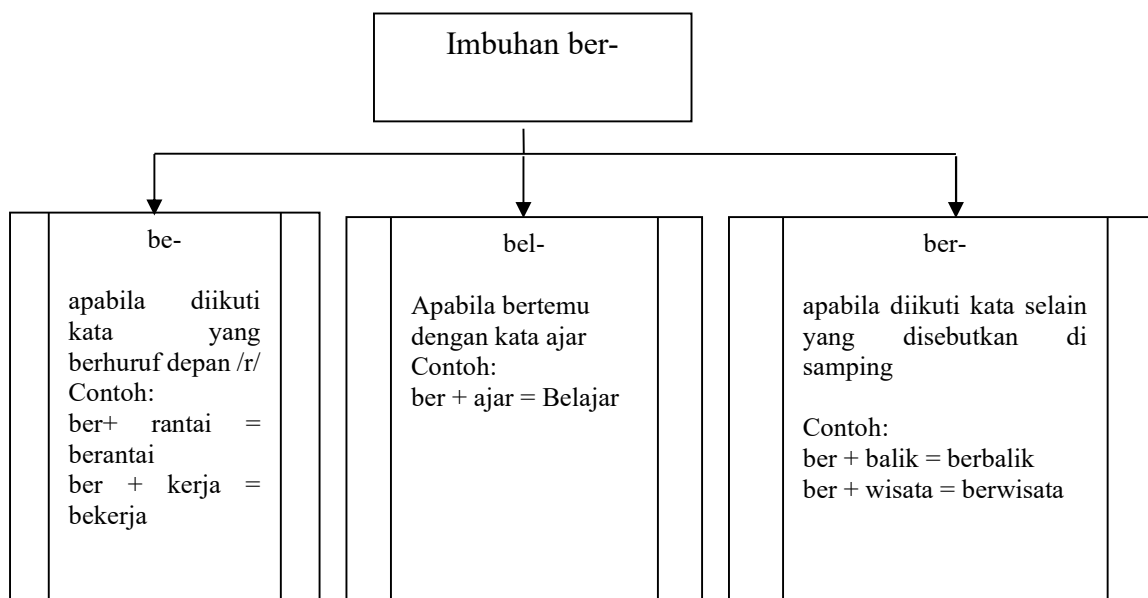 Imbuhan ber-
be-
apabila diikuti
kata yang
berhuruf depan /r/
Contoh:
ber+ rantai =
berantai
ber + kerja =
bekerja
bel-
Apabila bertemu
dengan kata ajar
Contoh:
ber + ajar = Belajar
ber-
apabila diikuti kata selain
yang disebutkan di
samping
Contoh:
ber + balik = berbalik
ber + wisata = berwisata